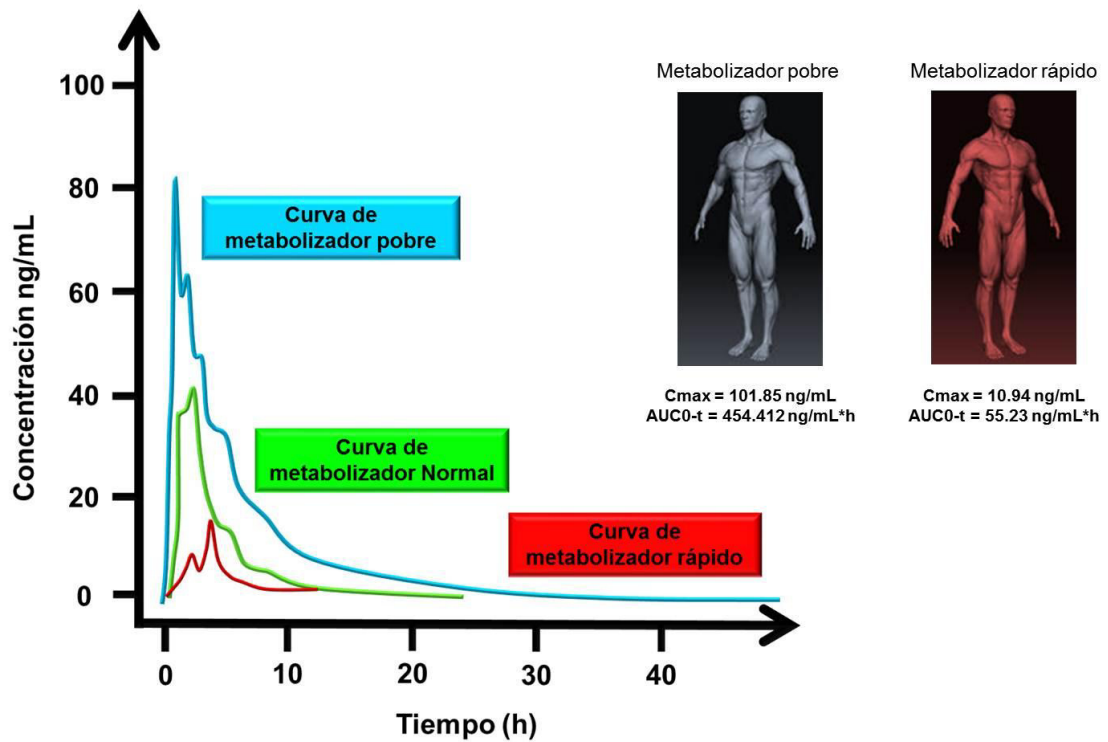 Concentración ng/mL
100
80
60
40
20
0
0
10
20
30
40
Tiempo (h)
Curva de
metabolizador pobre
Curva de
metabolizador Normal
Curva de
metabolizador rápido
Metabolizador pobre
Cmax = 101.85 ng/mL
AUC0-t = 454.412 ng/mL*h
Metabolizador rápido
Cmax = 10.94 ng/mL
AUC0-t = 55.23 ng/mL*h